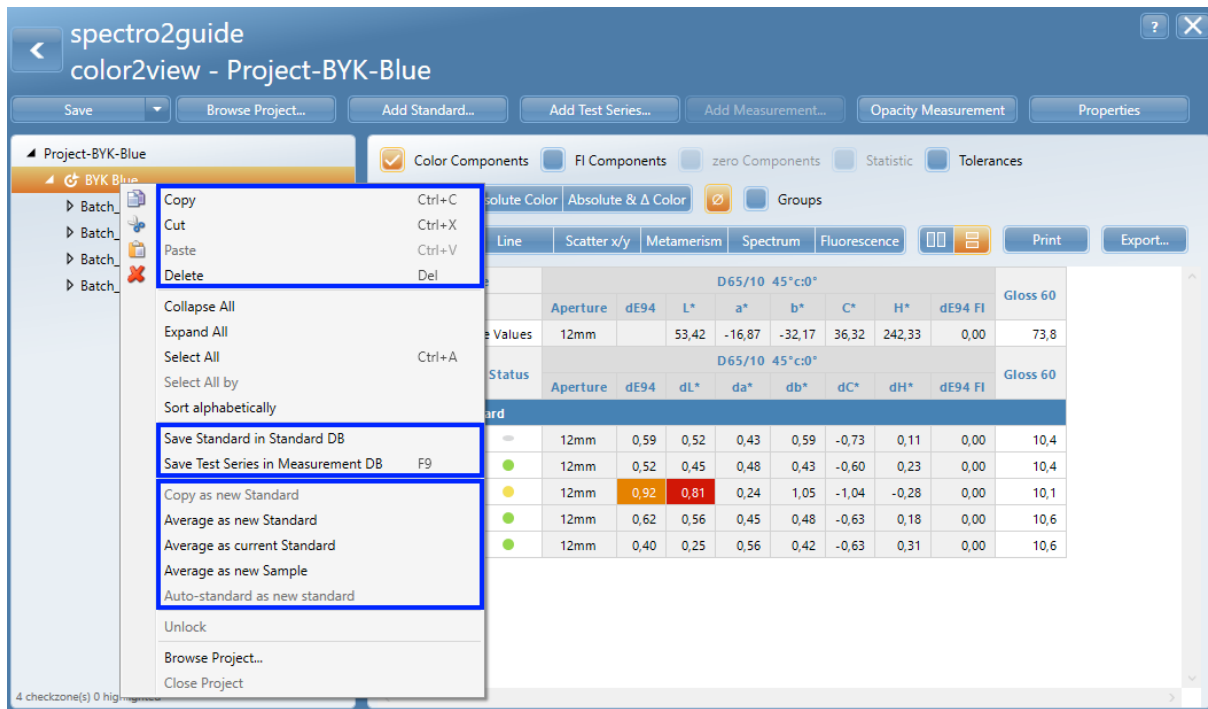 spectro2guide
color2view - Project-BYK-Blue
?
Save Browse Project... Add Standard... Add Test Series... Add Measurement... Opacity Measurement Properties
Project-BYK-Blue
BYK Blue
Batch_
Batch_
Batch_
Batch_
Copy Ctrl+C
Cut Ctrl+X
Paste Ctrl+V
Delete Del
Collapse All
Expand All
Select All Ctrl+A
Select All by
Sort alphabetically
Save Standard in Standard DB
Save Test Series in Measurement DB F9
Copy as new Standard
Average as new Standard
Average as current Standard
Average as new Sample
Auto-standard as new standard
Unlock
Browse Project...
Close Project
4 checkzone(s) 0
Color Components FI Components zero Components Statistic Tolerances
Color Absolute & Δ Color Ø Groups
Line Scatter x/y Metamerism Spectrum Fluorescence Print Export...
D65/10 45°c:0° Gloss 60
Aperture dE94 L* a* b* C* H* dE94 FI
Values 12mm 53,42 -16,87 -32,17 36,32 242,33 0,00 73,8
Status D65/10 45°c:0° Gloss 60
Aperture dE94 dL* da* db* dC* dH* dE94 FI
12mm 0,59 0,52 0,43 0,59 -0,73 0,11 0,00 10,4
12mm 0,52 0,45 0,48 0,43 -0,60 0,23 0,00 10,4
12mm 0,92 0,81 0,24 1,05 -1,04 -0,28 0,00 10,1
12mm 0,62 0,56 0,45 0,48 -0,63 0,18 0,00 10,6
12mm 0,40 0,25 0,56 0,42 -0,63 0,31 0,00 10,6